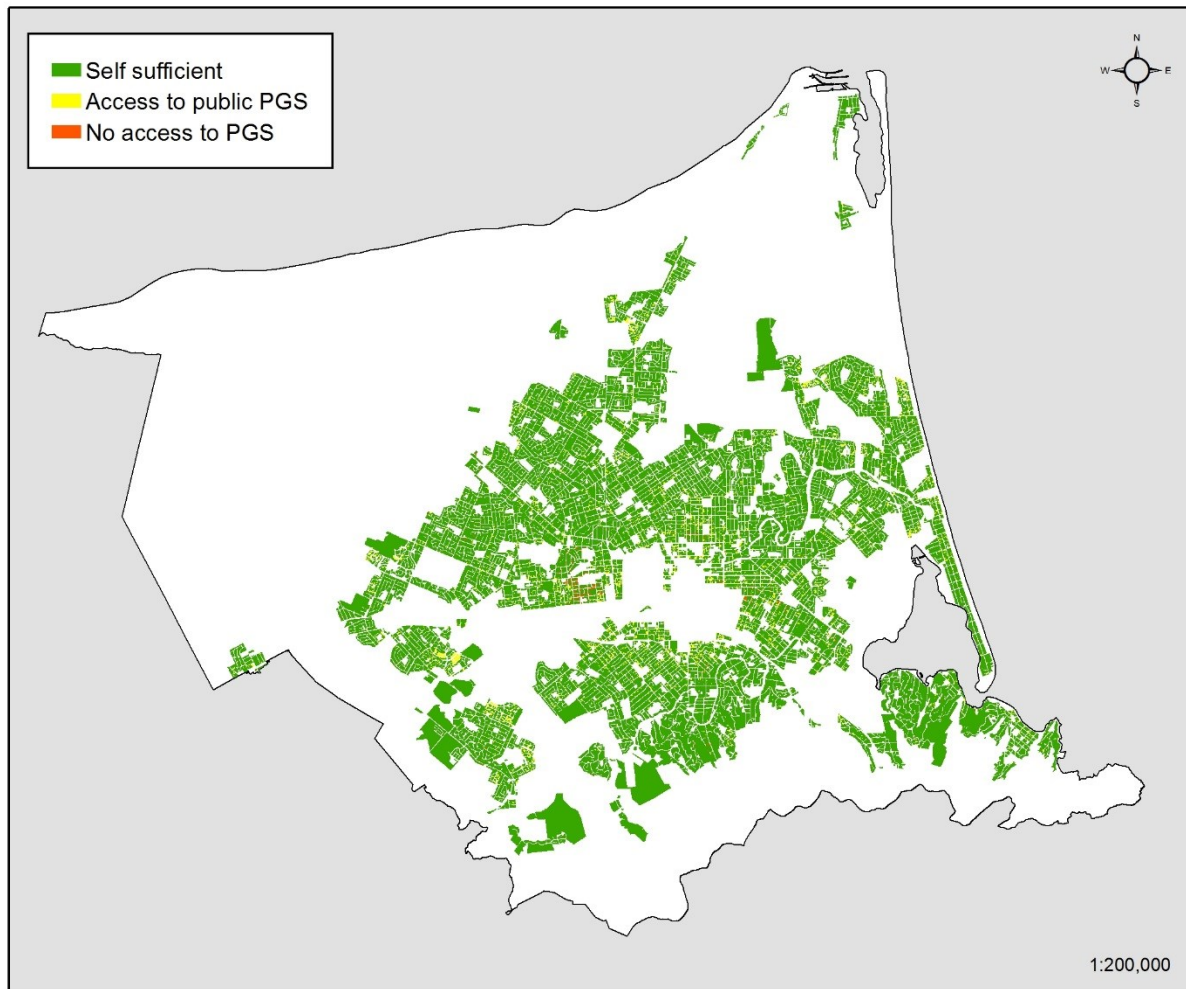 Self sufficient
Access to public PGS
No access to PGS
N
W E
S
1:200,000